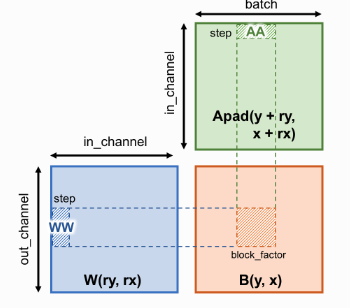 batch
step
AA
in_channel
Apad(y + ry,
x + rx)
in_channel
out_channel
step
WW
block_factor
W(ry, rx)
B(y, x)